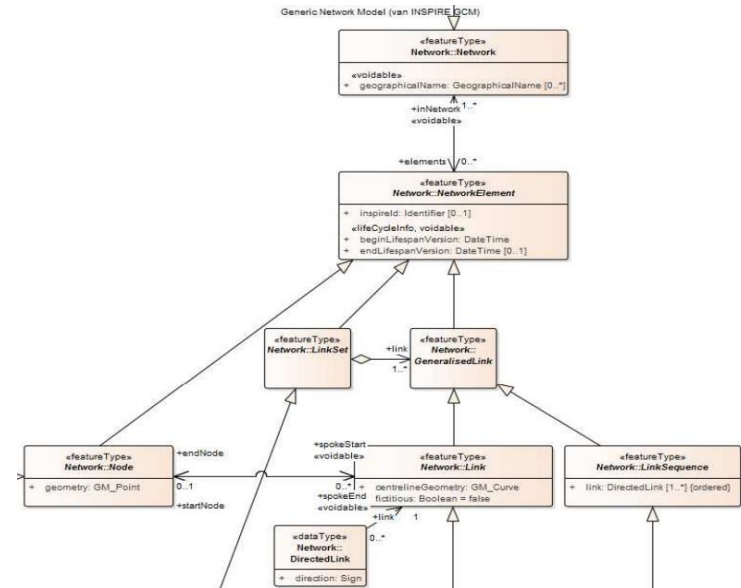 Generic Network Model (van INSPIRE GCM)
«featureType»
Network::Network
«voidable»
+ geographicalName: GeographicalName [0..*]
+inNetwork 1..*
«voidable»
+elements 0..*
«featureType»
Network::NetworkElement
+ inspireId: Identifier [0..1]
«lifeCycleInfo, voidable»
+ beginLifespanVersion: DateTime
+ endLifespanVersion: DateTime [0..1]
«featureType»
Network::LinkSet
+link
1..*
«featureType»
Network::
GeneralisedLink
«featureType»
Network::Node
+ geometry: GM_Point
+endNode
0..1
+startNode
+spokeStart
«voidable»
0..*
+spokeEnd
«voidable»
«featureType»
Network::Link
+ centrelineGeometry: GM_Curve
fictitious: Boolean = false
+link 1
0..*
«featureType»
Network::LinkSequence
+ link: DirectedLink [1..*] {ordered}
«dataType»
Network::
DirectedLink
+ direction: Sign